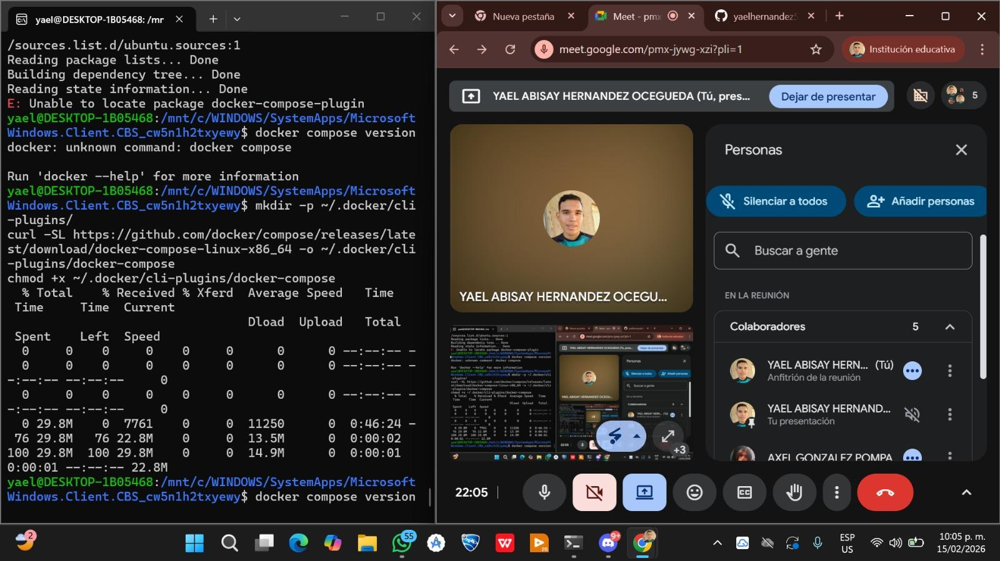 yael@DESKTOP-1B05468: /mr
/sources.list.d/ubuntu.sources:1
Reading package lists... Done
Building dependency tree... Done
Reading state information... Done
E: Unable to locate package docker-compose-plugin
yael@DESKTOP-1B05468:/mnt/c/WINDOWS/SystemApps/Microsoft
Windows.Client.CBS_cw5n1h2txyewy$ docker compose version
docker: unknown command: docker compose
Run 'docker --help' for more information
yael@DESKTOP-1B05468:/mnt/c/WINDOWS/SystemApps/Microsoft
Windows.Client.CBS_cw5n1h2txyewy$ mkdir -p ~/.docker/cli
-plugins/
curl -SL https://github.com/docker/compose/releases/late
st/download/docker-compose-linux-x86_64 -o ~/.docker/cli
-plugins/docker-compose
chmod +x ~/.docker/cli-plugins/docker-compose
% Total % Received % Xferd Average Speed Time
Time Time Current
Dload Upload Total
Spent Left Speed
0 0 0 0 0 0 0 0 --:--:-- -
0 0 0 0 0 0 0 0 --:--:-- -
-:--:-- --:--:-- 0
0 0 0 0 0 0 0 0 --:--:-- -
-:--:-- --:--:-- 0
0 29.8M 0 7761 0 0 11250 0 0:46:24 -
76 29.8M 76 22.8M 0 0 13.5M 0 0:00:02
100 29.8M 100 29.8M 0 0 14.9M 0 0:00:01
0:00:01 --:--:-- 22.8M
yael@DESKTOP-1B05468:/mnt/c/WINDOWS/SystemApps/Microsoft
Windows.Client.CBS_cw5n1h2txyewy$ docker compose version
Nueva pestaña
Meet - pmx
yaelhernandez5
meet.google.com/pmx-jywg-xzi?pli=1
Institución educativa
YAEL ABISAY HERNANDEZ OCEGUEDA (Tú, pres...
Dejar de presentar
5
YAEL ABISAY HERNANDEZ OCEGU...
+3
Personas
Silenciar a todos
Añadir personas
Buscar a gente
EN LA REUNIÓN
Colaboradores
5
YAEL ABISAY HERN... (Tú)
Anfitrión de la reunión
YAEL ABISAY HERNAND...
Tu presentación
AXEL GONZALEZ POMPA
22:05
2
55
25
9+
ESP
US
10:05 p. m.
15/02/2026